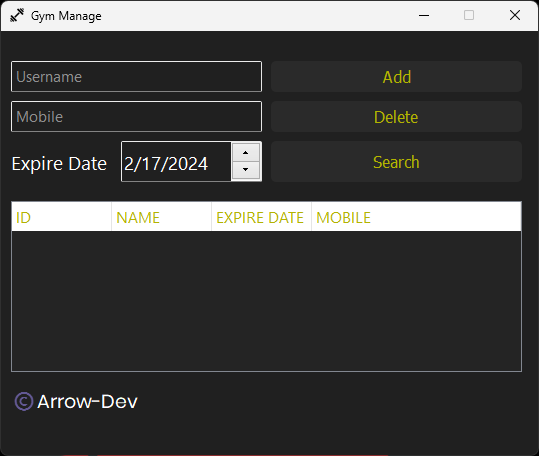 Gym Manage
Username
Add
Mobile
Delete
Expire Date 2/17/2024
Search
ID NAME EXPIRE DATE MOBILE
© Arrow-Dev